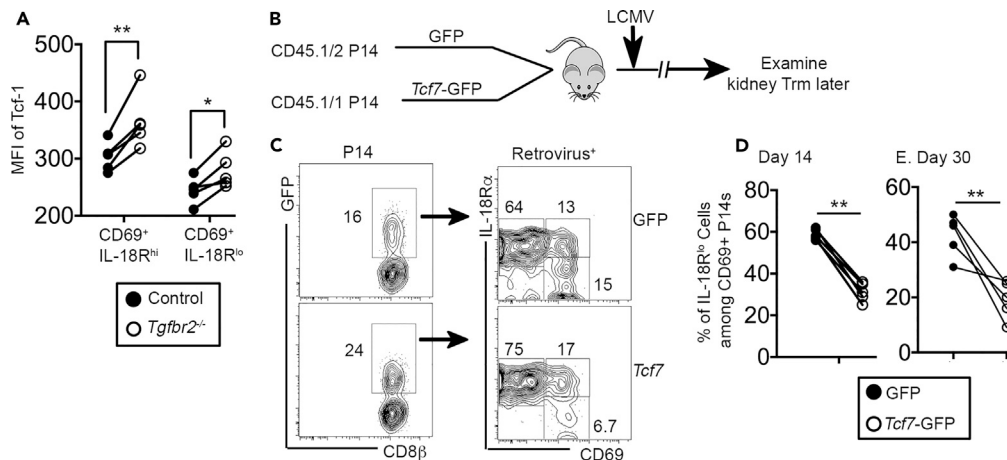 A
**
*
500
400
300
200
MFI of Tcf-1
CD69+
IL-18Rhi
CD69+
IL-18Rlo
Control
Tgfbr2-/-
B
CD45.1/2 P14
GFP
CD45.1/1 P14
Tcf7-GFP
LCMV
Examine
kidney Trm later
C
P14
Retrovirus+
GFP
16
IL-18Rα
64
13
15
GFP
24
75
17
6.7
Tcf7
CD8β
CD69
D
Day 14
**
80
60
40
20
0
% of IL-18Rlo Cells
among CD69+ P14s
E. Day 30
**
60
40
20
0
GFP
Tcf7-GFP